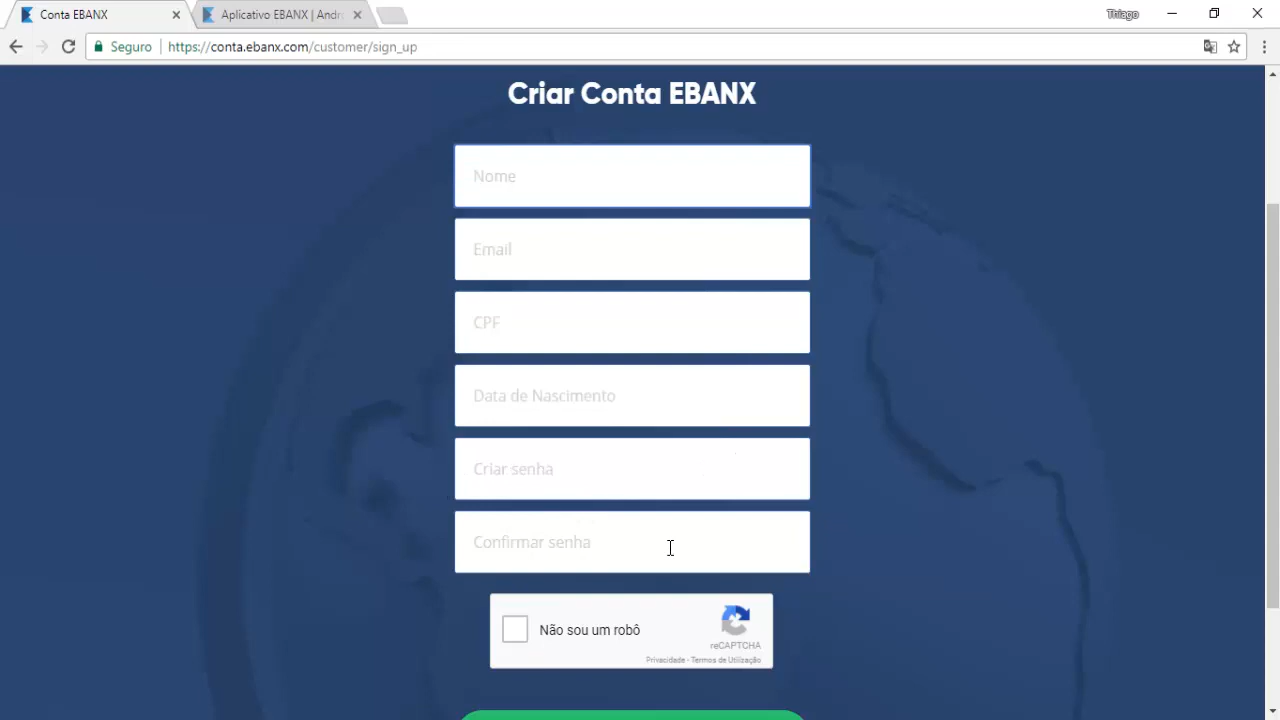 Conta EBANX
Aplicativo EBANX | Andr
Thiago
Seguro
https://conta.ebanx.com/customer/sign_up
Criar Conta EBANX
Nome
Email
CPF
Data de Nascimento
Criar senha
Confirmar senha
Não sou um robô
reCAPTCHA
Privacidade - Termos de Utilização